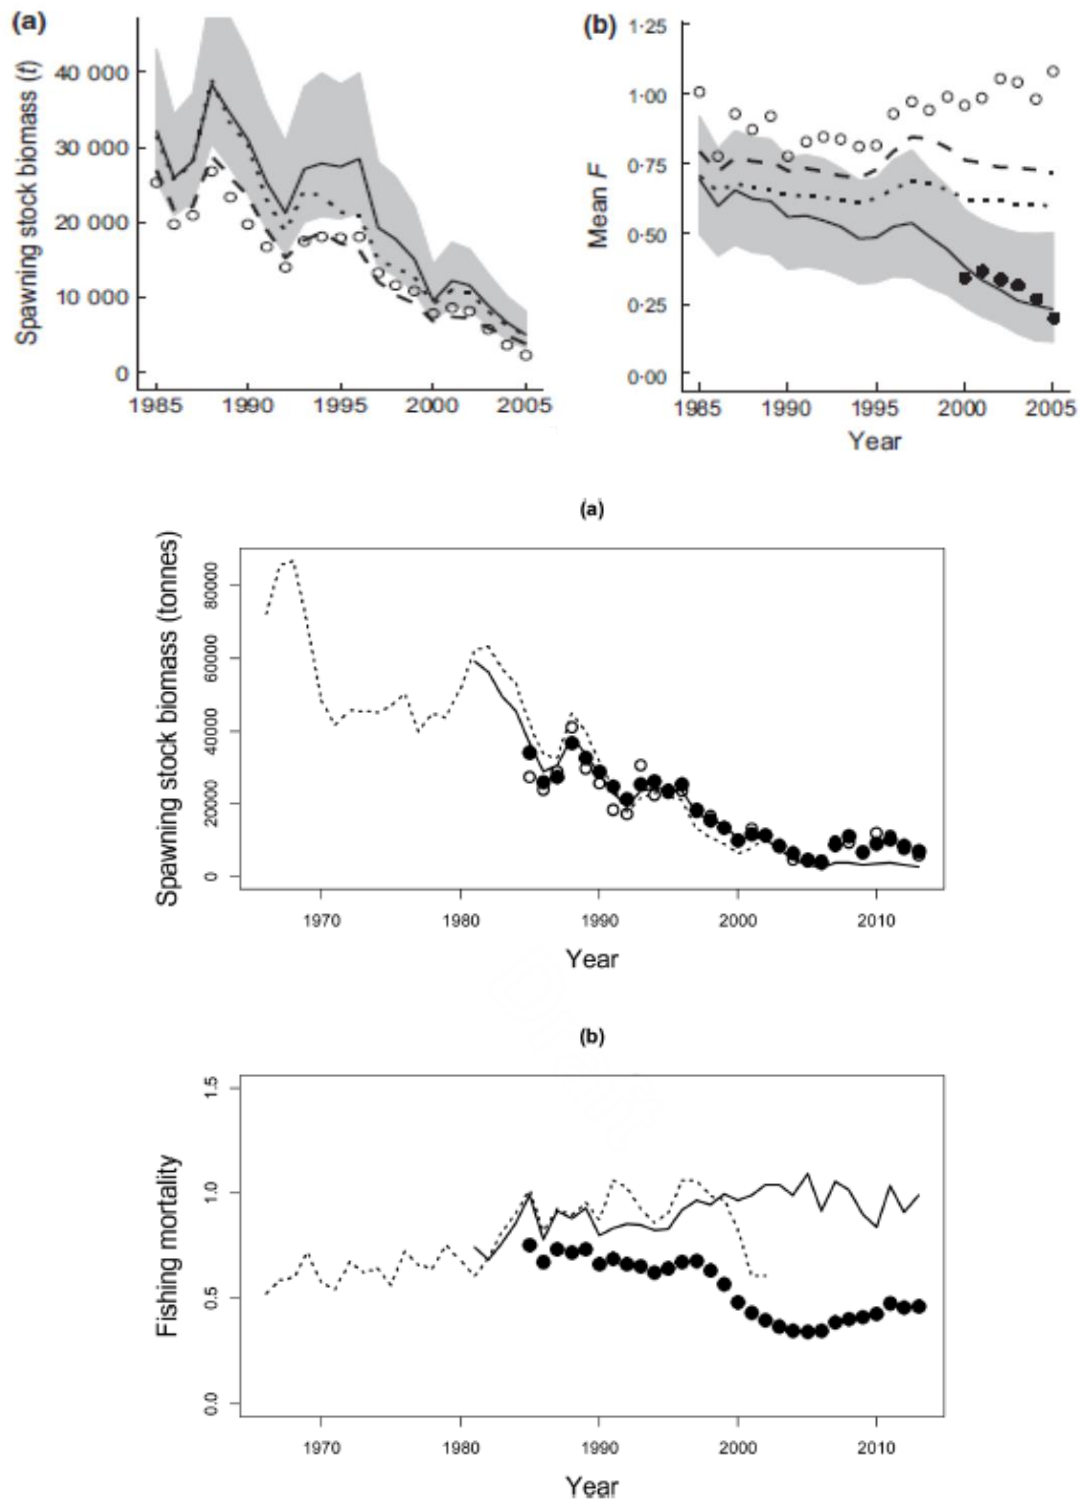 (a)
Spawning stock biomass (t)
40 000
30 000
20 000
10 000
0
1985 1990 1995 2000 2005
(b)
Mean F
1·25
1·00
0·75
0·50
0·25
0·00
1985 1990 1995 2000 2005
Year
(a)
Spawning stock biomass (tonnes)
80000
60000
40000
20000
0
1970 1980 1990 2000 2010
Year
(b)
Fishing mortality
1.5
1.0
0.5
0.0
1970 1980 1990 2000 2010
Year